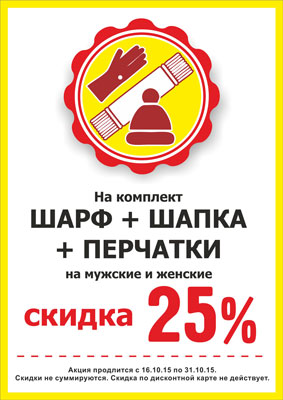 На комплект
ШАРФ + ШАПКА
+ ПЕРЧАТКИ
на мужские и женские
скидка 25%
Акция продлится с 16.10.15 по 31.10.15.
Скидки не суммируются. Скидка по дисконтной карте не действует.